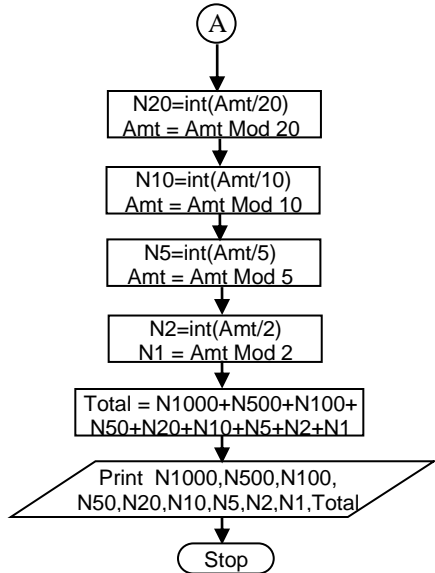 A
N20=int(Amt/20)
Amt = Amt Mod 20
N10=int(Amt/10)
Amt = Amt Mod 10
N5=int(Amt/5)
Amt = Amt Mod 5
N2=int(Amt/2)
N1 = Amt Mod 2
Total = N1000+N500+N100+
N50+N20+N10+N5+N2+N1
Print N1000,N500,N100,
N50,N20,N10,N5,N2,N1,Total
Stop